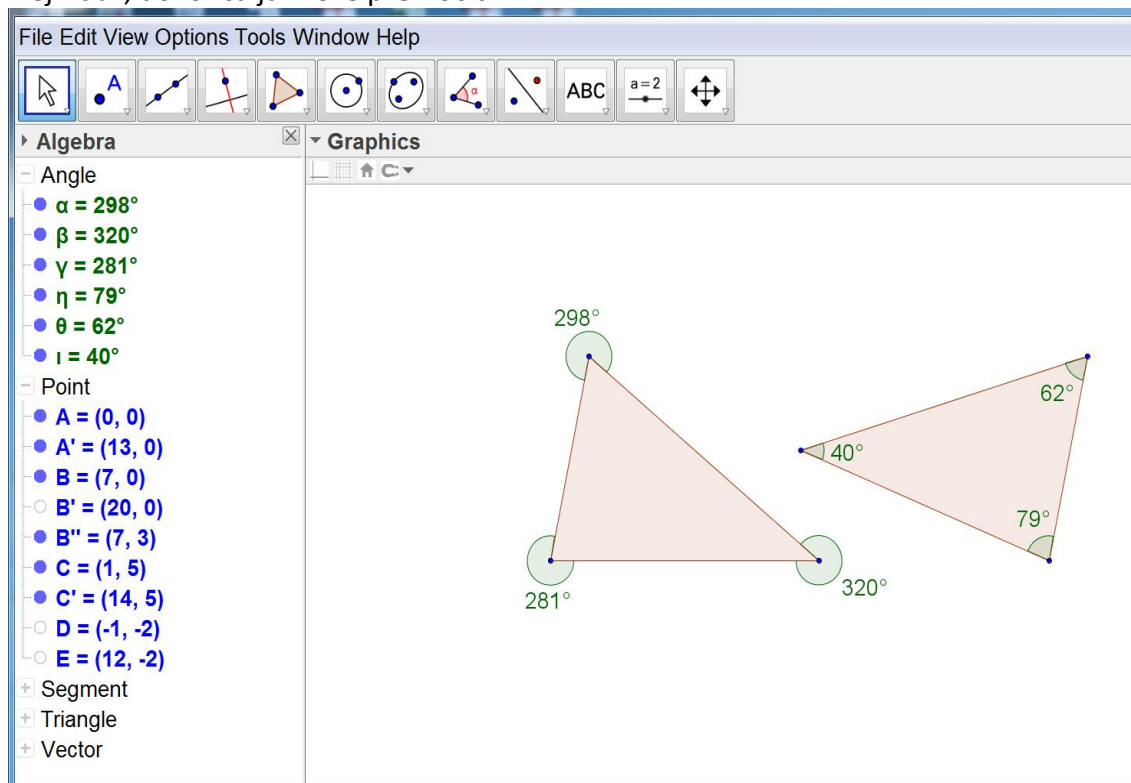 File Edit View Options Tools Window Help
A
α
ABC
a=2
Algebra
Graphics
Angle
α = 298°
β = 320°
γ = 281°
η = 79°
θ = 62°
ι = 40°
Point
A = (0, 0)
A' = (13, 0)
B = (7, 0)
B' = (20, 0)
B'' = (7, 3)
C = (1, 5)
C' = (14, 5)
D = (-1, -2)
E = (12, -2)
Segment
Triangle
Vector
298°
62°
40°
79°
281°
320°